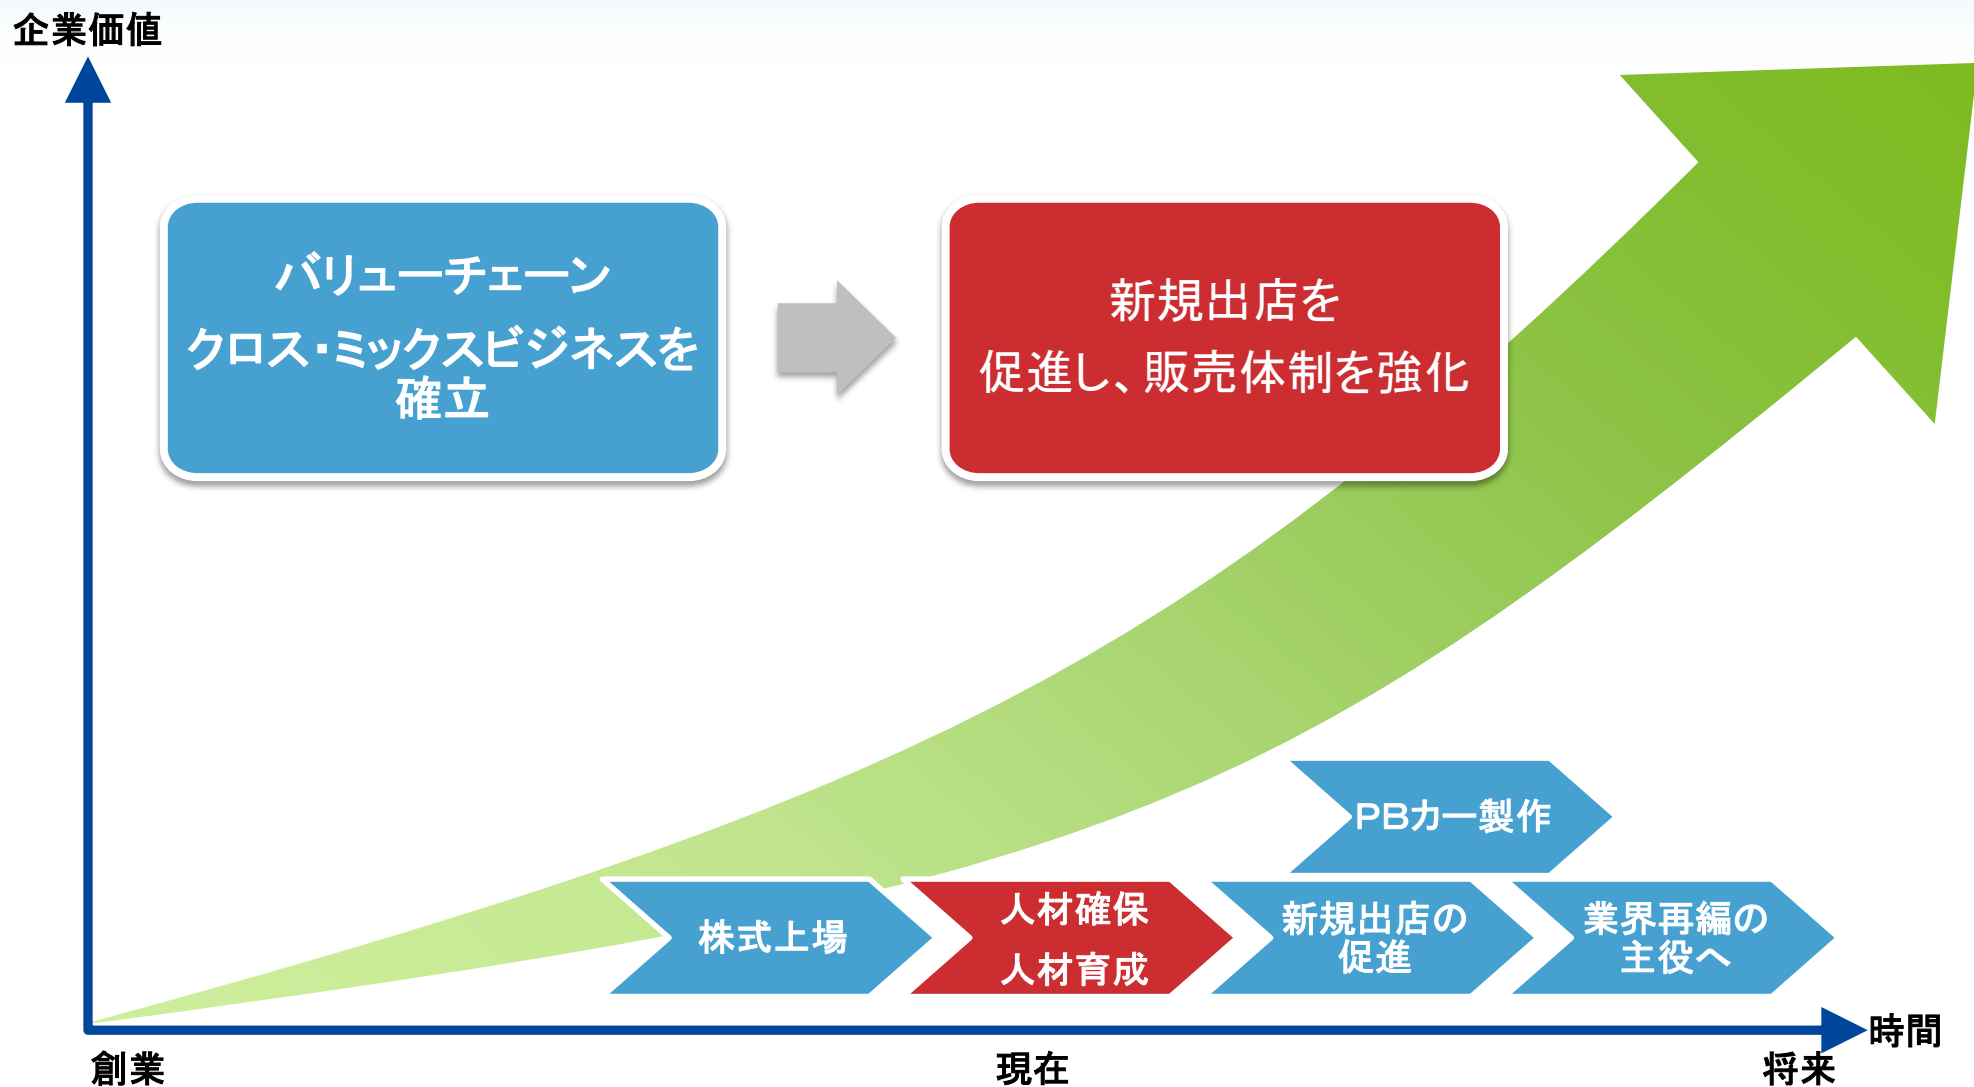 企業価値
バリューチェーン
クロス・ミックスビジネスを
確立
新規出店を
促進し、販売体制を強化
PBカー製作
株式上場
人材確保
人材育成
新規出店の
促進
業界再編の
主役へ
時間
創業
現在
将来